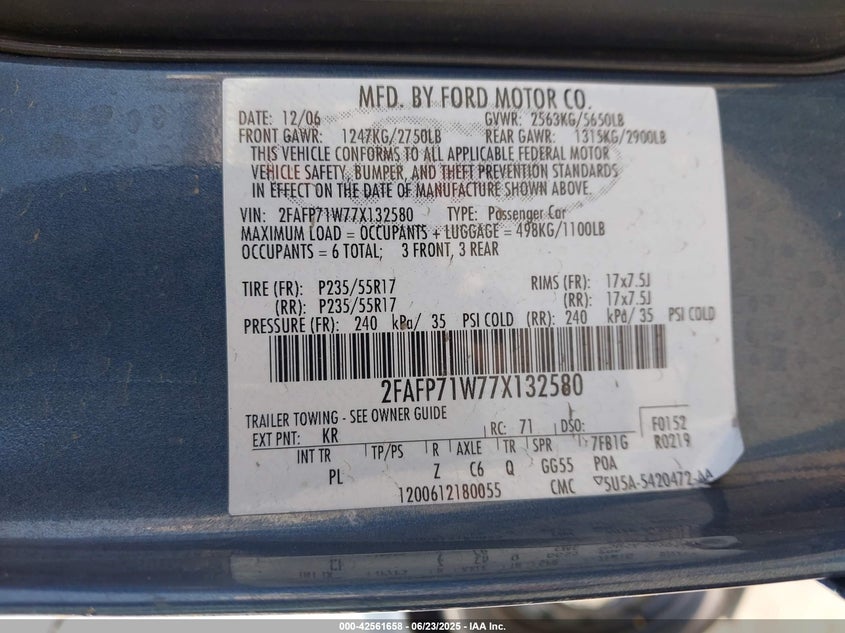 MFD. BY FORD MOTOR CO.
DATE: 12/06 GVWR: 2563KG/5650LB
FRONT GAWR: 1247KG/2750LB REAR GAWR: 1315KG/2900LB
THIS VEHICLE CONFORMS TO ALL APPLICABLE FEDERAL MOTOR
VEHICLE SAFETY, BUMPER, AND THEFT PREVENTION STANDARDS
IN EFFECT ON THE DATE OF MANUFACTURE SHOWN ABOVE.
VIN: 2FAFP71W77X132580 TYPE: Passenger Car
MAXIMUM LOAD = OCCUPANTS + LUGGAGE = 498KG/1100LB
OCCUPANTS = 6 TOTAL; 3 FRONT, 3 REAR
TIRE (FR): P235/55R17 RIMS (FR): 17x7.5J
(RR): P235/55R17 (RR): 17x7.5J
PRESSURE (FR): 240 kPa/ 35 PSI COLD (RR): 240 kPa/ 35 PSI COLD
2FAFP71W77X132580
TRAILER TOWING - SEE OWNER GUIDE
EXT PNT: KR RC: 71 DSO: F0152
INT TR TP/PS R AXLE TR SPR 7FB1G R0219
PL Z C6 Q GG55 POA
1200612180055 CMC ▽5U5A-5420472-AA
000-42561658 - 06/23/2025 - IAA Inc.